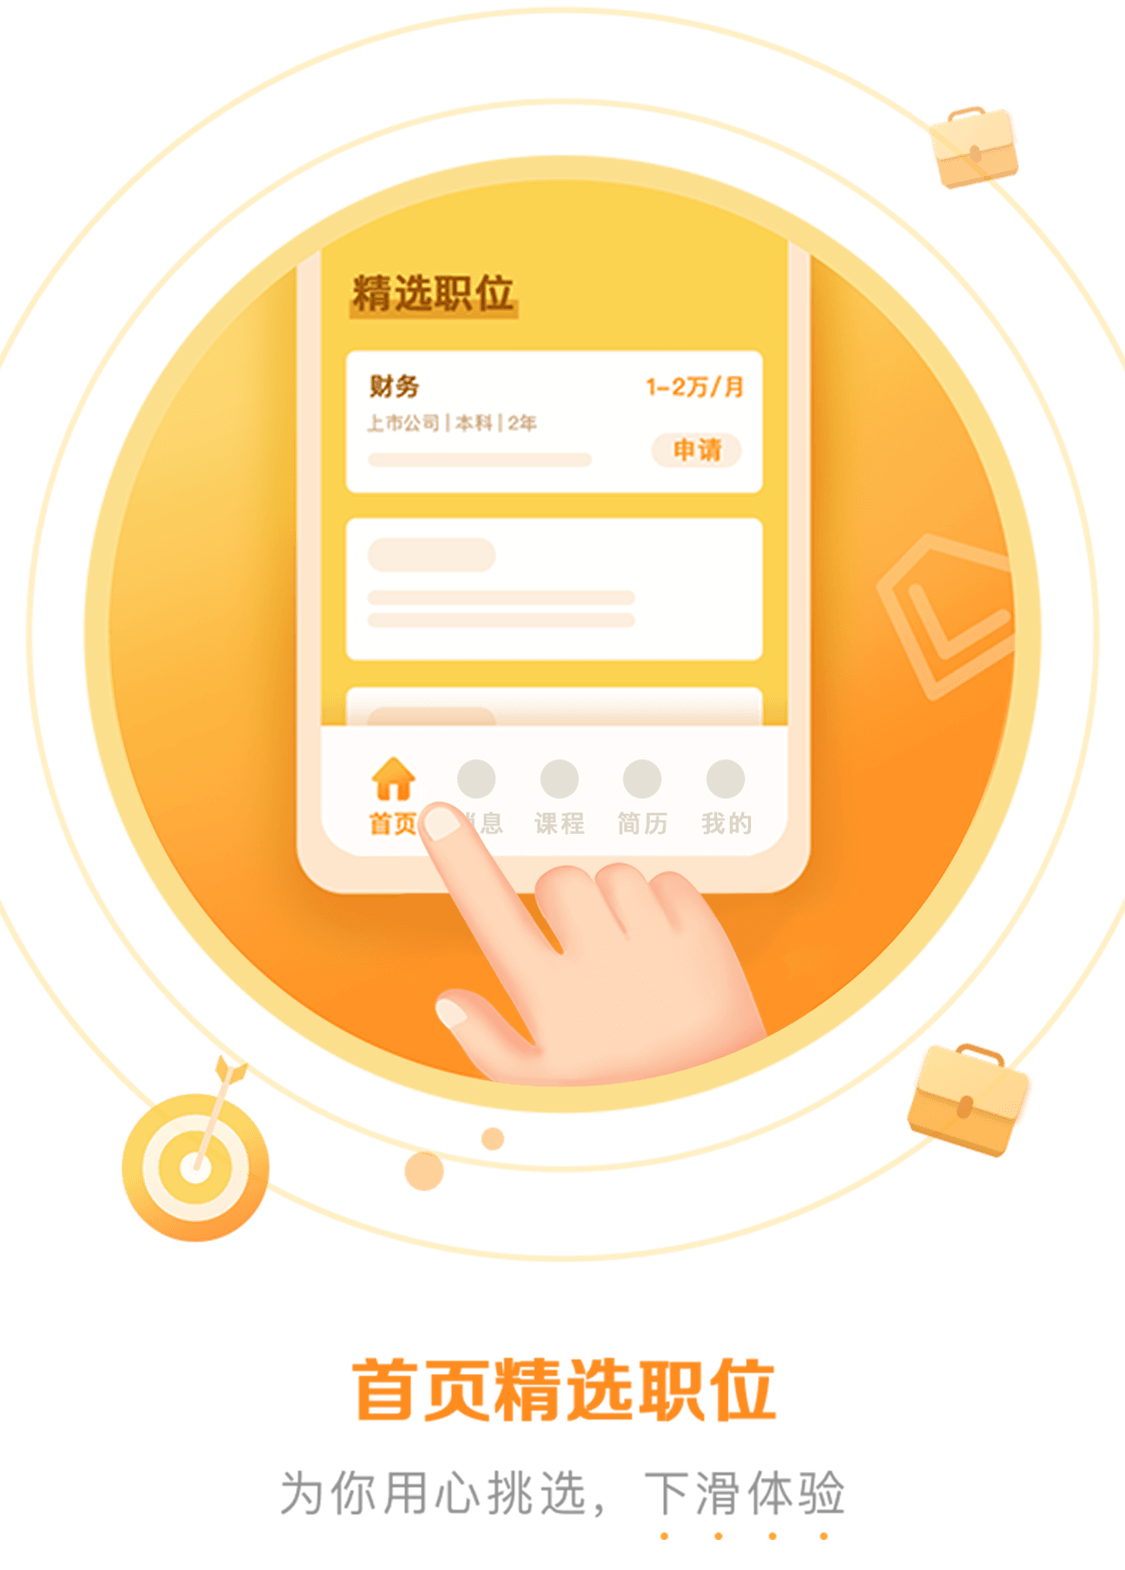 精选职位
财务 1-2万/月
上市公司 | 本科 | 2年
申请
首页 息 课程 简历 我的
首页精选职位
为你用心挑选，下滑体验